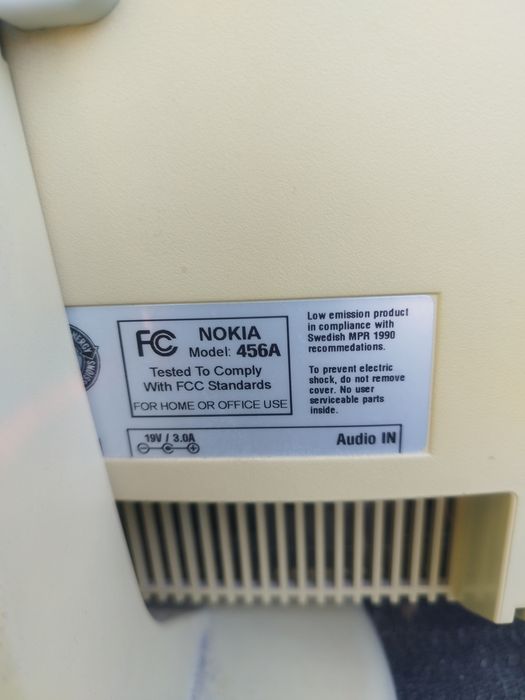 FC
NOKIA
Model: 456A
Tested To Comply
With FCC Standards
FOR HOME OR OFFICE USE
Low emission product
in compliance with
Swedish MPR 1990
recommedations.
To prevent electric
shock, do not remove
cover. No user
serviceable parts
inside.
19V / 3.0A
Audio IN